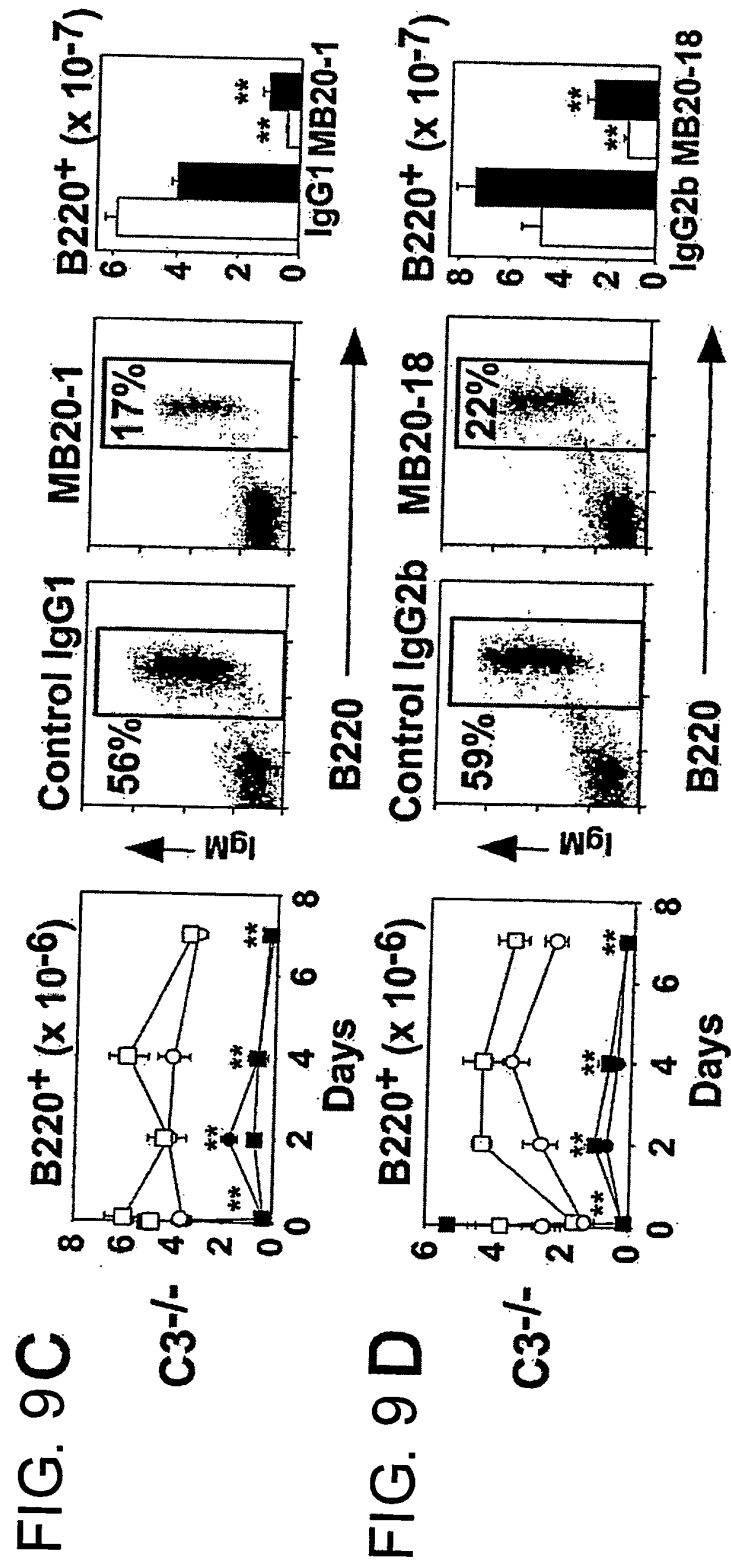 FIG. 9C
C3-/-
B220+ (x 10-6)
8
6
4
2
0
**
**
**
**
0
2
4
6
8
Days
Control IgG1
MB20-1
56%
17%
IgM
B220
B220+ (x 10-7)
6
4
2
0
**
**
IgG1 MB20-1
FIG. 9D
C3-/-
B220+ (x 10-6)
6
4
2
0
**
**
**
**
0
2
4
6
8
Days
Control IgG2b
MB20-18
59%
22%
IgM
B220
B220+ (x 10-7)
8
6
4
2
0
**
**
IgG2b MB20-18